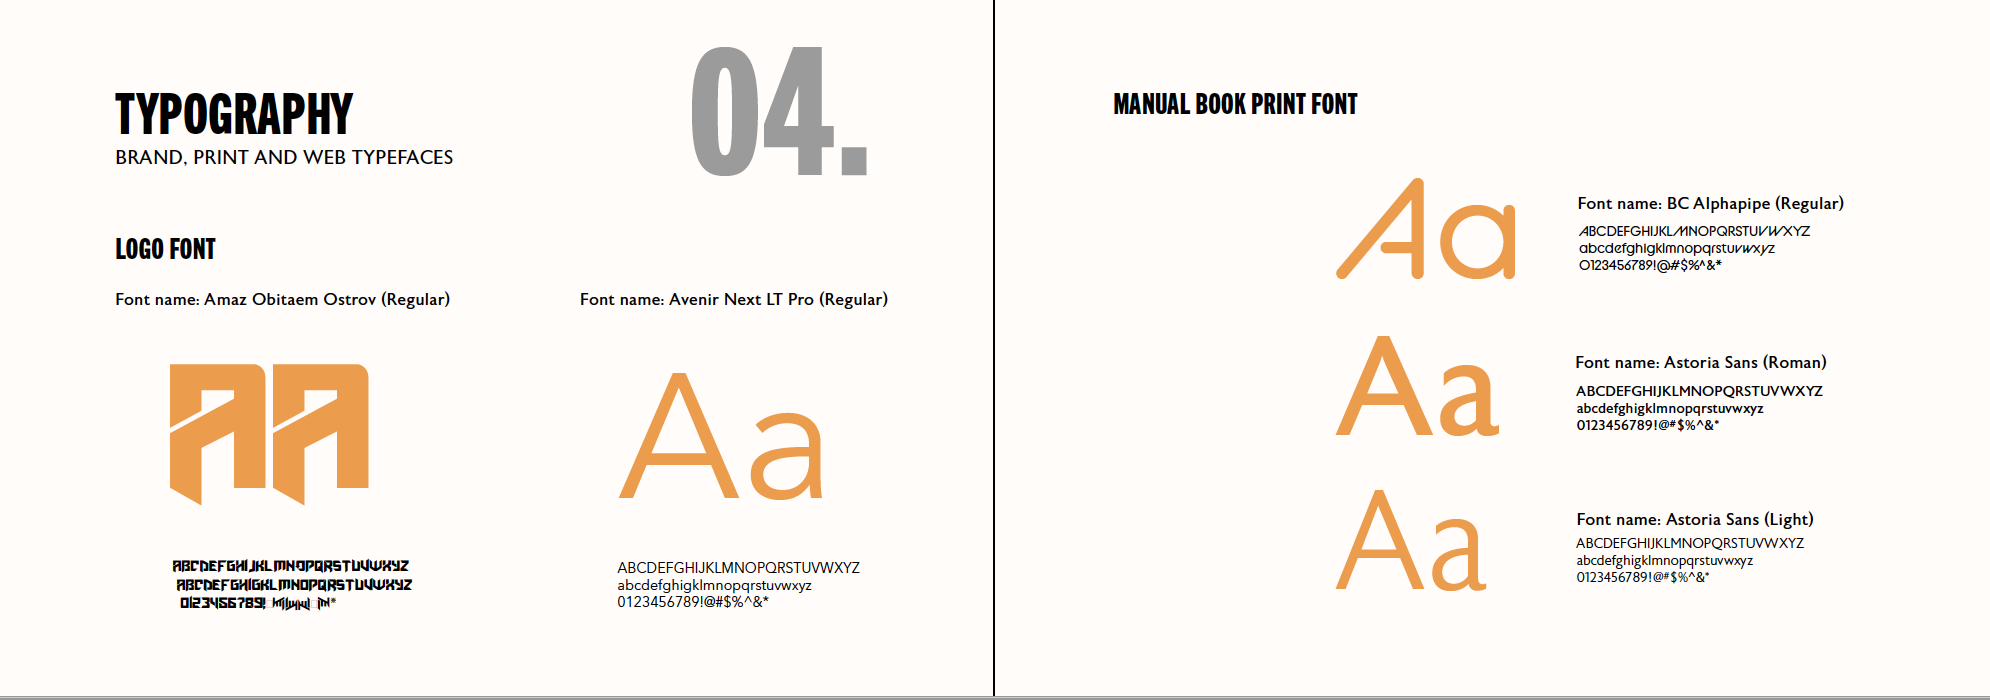 TYPOGRAPHY
BRAND, PRINT AND WEB TYPEFACES
04.
LOGO FONT
Font name: Amaz Obitaem Ostrov (Regular)
AA
ABCDEFGHIJKLMNOPQRSTUVWXYZ
ABCDEFGHIGKLMNOPQRSTUVWXYZ
0123456789!
Font name: Avenir Next LT Pro (Regular)
Aa
ABCDEFGHIJKLMNOPQRSTUVWXYZ
abcdefghigklmnopqrstuvwxyz
0123456789!@#$%^&*
MANUAL BOOK PRINT FONT
Aa
Font name: BC Alphapipe (Regular)
ABCDEFGHIJKLMNOPQRSTUVWXYZ
abcdefghigklmnopqrstuvwxyz
0123456789!@#$%^&*
Aa
Font name: Astoria Sans (Roman)
ABCDEFGHIJKLMNOPQRSTUVWXYZ
abcdefghigklmnopqrstuvwxyz
0123456789!@#$%^&*
Aa
Font name: Astoria Sans (Light)
ABCDEFGHIJKLMNOPQRSTUVWXYZ
abcdefghigklmnopqrstuvwxyz
0123456789!@#$%^&*